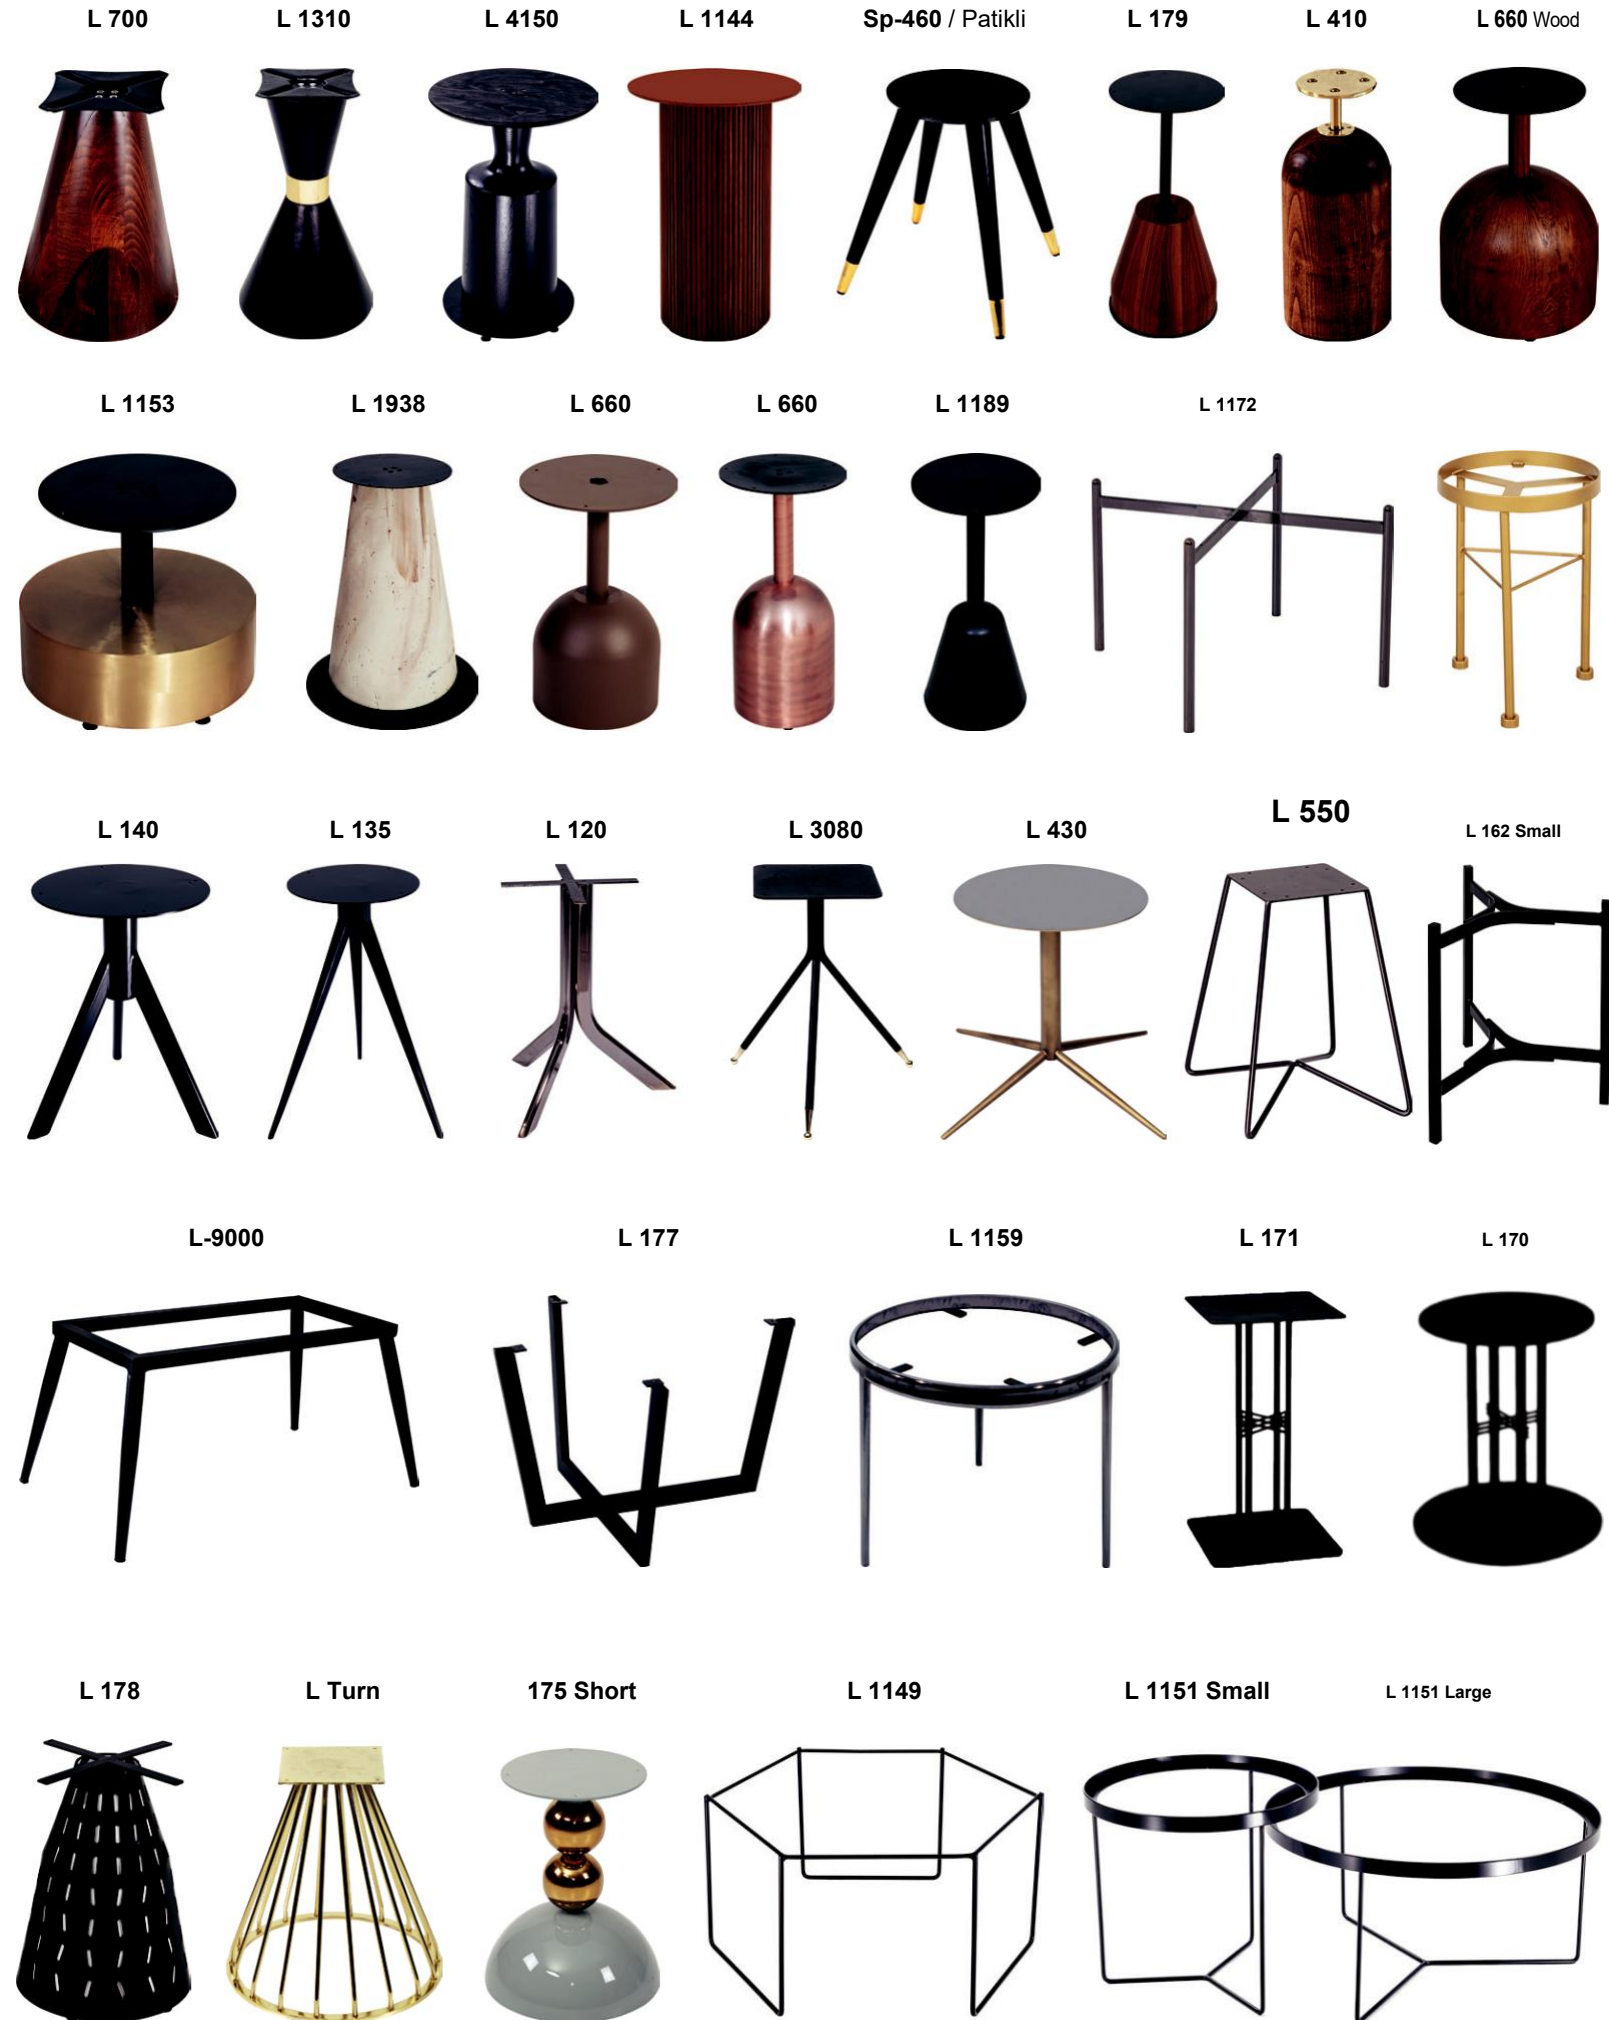 L 700
L 1310
L 4150
L 1144
Sp-460 / Patikli
L 179
L 410
L 660 Wood
L 1153
L 1938
L 660
L 660
L 1189
L 1172
L 140
L 135
L 120
L 3080
L 430
L 550
L 162 Small
L-9000
L 177
L 1159
L 171
L 170
L 178
L Turn
175 Short
L 1149
L 1151 Small
L 1151 Large